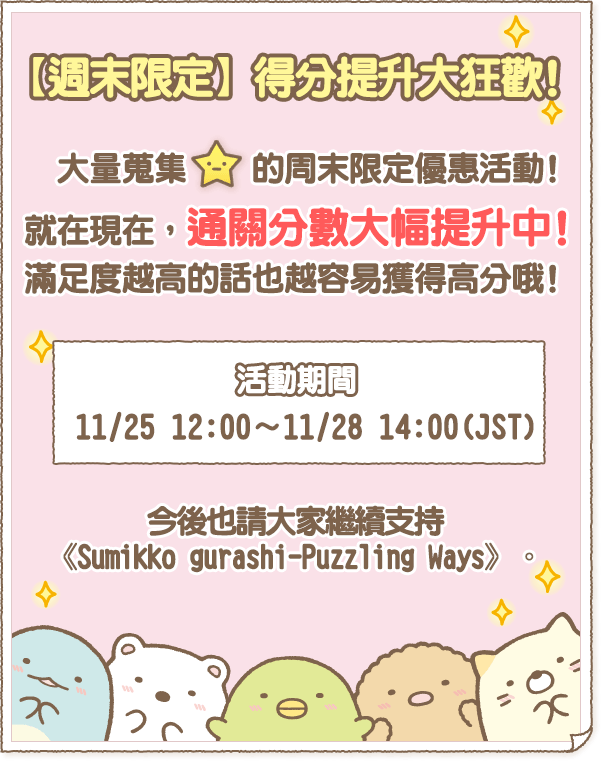 【週末限定】得分提升大狂歡!
大量蒐集 的周末限定優惠活動!
就在現在，通關分數大幅提升中!
滿足度越高的話也越容易獲得高分哦!
活動期間
11/25 12:00～11/28 14:00(JST)
今後也請大家繼續支持
《Sumikko gurashi-Puzzling Ways》。